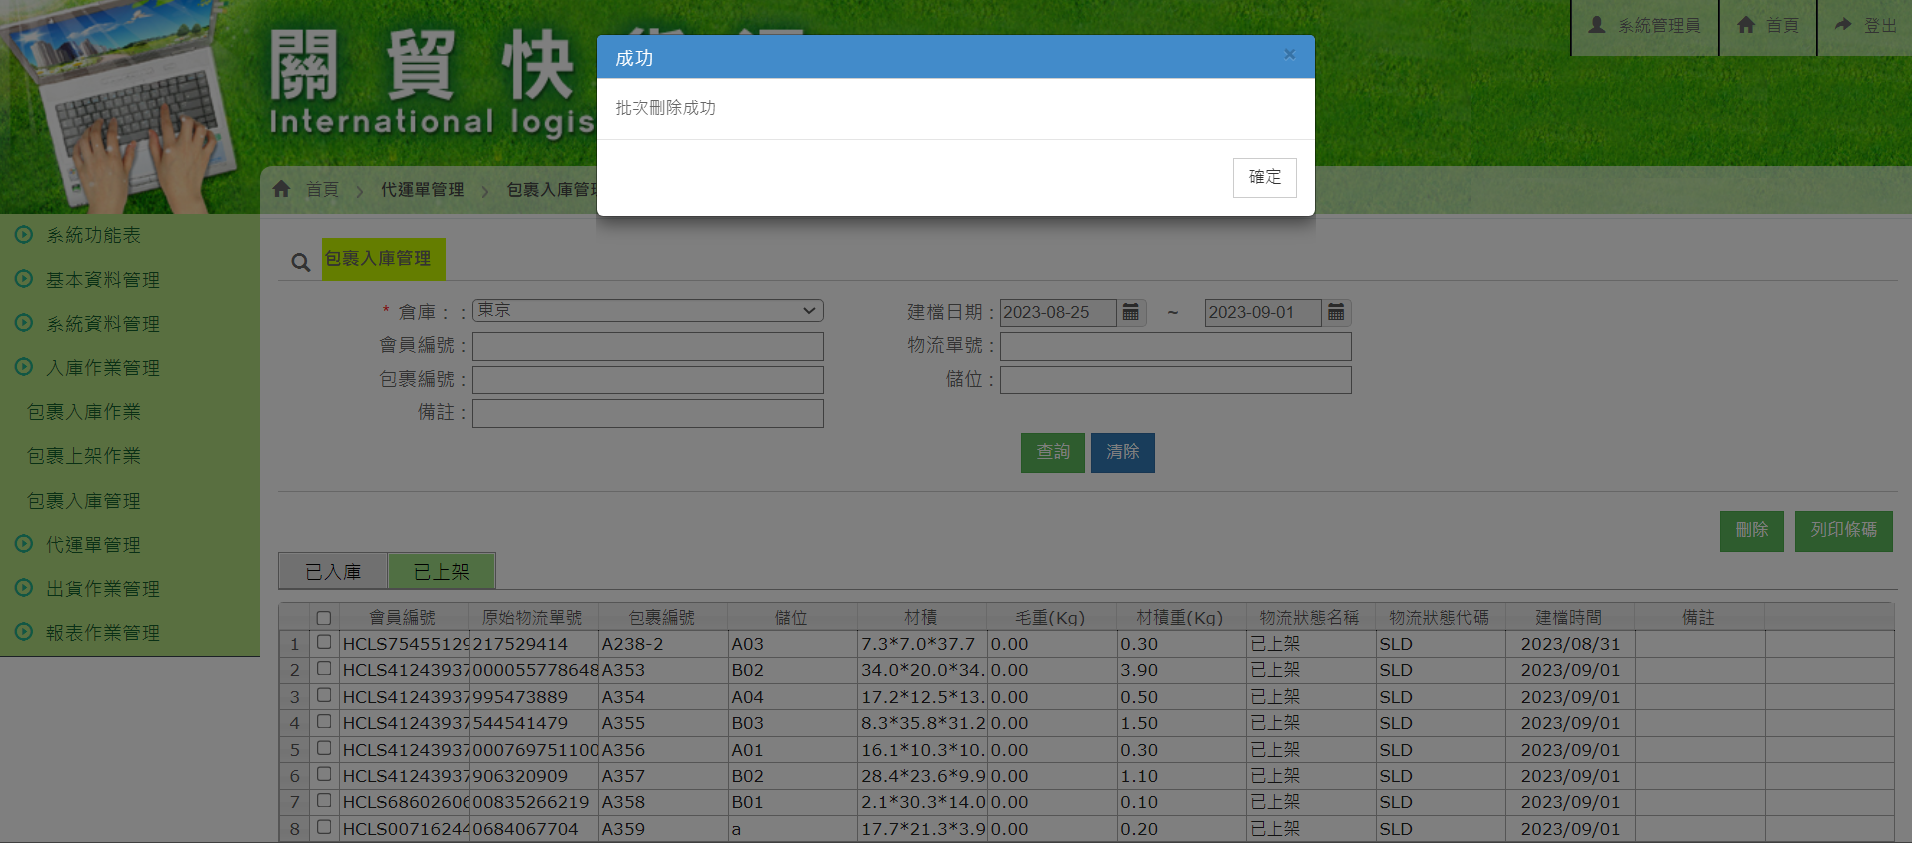 關貿快
International logis
系統管理員
首頁
登出
成功
×
批次刪除成功
確定
首頁
代運單管理
包裹入庫管理
系統功能表
基本資料管理
系統資料管理
入庫作業管理
包裹入庫作業
包裹上架作業
包裹入庫管理
代運單管理
出貨作業管理
報表作業管理
包裹入庫管理
* 倉庫：: 東京 建檔日期: 2023-08-25 ~ 2023-09-01
會員編號: 物流單號:
包裹編號: 儲位:
備註:
查詢 清除
刪除 列印條碼
已入庫 已上架
會員編號 原始物流單號 包裹編號 儲位 材積 毛重(Kg) 材積重(Kg) 物流狀態名稱 物流狀態代碼 建檔時間 備註
1 HCLS75455129 217529414 A238-2 A03 7.3*7.0*37.7 0.00 0.30 已上架 SLD 2023/08/31
2 HCLS41243937 000055778648 A353 B02 34.0*20.0*34. 0.00 3.90 已上架 SLD 2023/09/01
3 HCLS41243937 995473889 A354 A04 17.2*12.5*13. 0.00 0.50 已上架 SLD 2023/09/01
4 HCLS41243937 544541479 A355 B03 8.3*35.8*31.2 0.00 1.50 已上架 SLD 2023/09/01
5 HCLS41243937 000769751100 A356 A01 16.1*10.3*10. 0.00 0.30 已上架 SLD 2023/09/01
6 HCLS41243937 906320909 A357 B02 28.4*23.6*9.9 0.00 1.10 已上架 SLD 2023/09/01
7 HCLS68602606 00835266219 A358 B01 2.1*30.3*14.0 0.00 0.10 已上架 SLD 2023/09/01
8 HCLS00716244 0684067704 A359 a 17.7*21.3*3.9 0.00 0.20 已上架 SLD 2023/09/01